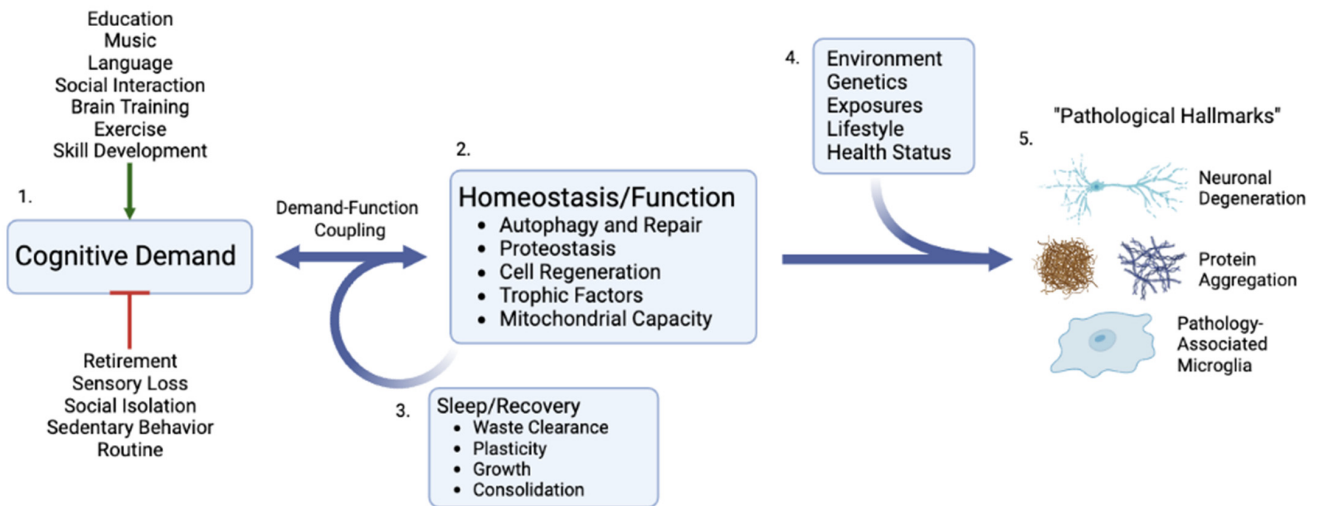 Education
Music
Language
Social Interaction
Brain Training
Exercise
Skill Development
1.
Cognitive Demand
Retirement
Sensory Loss
Social Isolation
Sedentary Behavior
Routine
Demand-Function
Coupling
2.
Homeostasis/Function
• Autophagy and Repair
• Proteostasis
• Cell Regeneration
• Trophic Factors
• Mitochondrial Capacity
3.
Sleep/Recovery
• Waste Clearance
• Plasticity
• Growth
• Consolidation
4.
Environment
Genetics
Exposures
Lifestyle
Health Status
5.
"Pathological Hallmarks"
Neuronal
Degeneration
Protein
Aggregation
Pathology-
Associated
Microglia